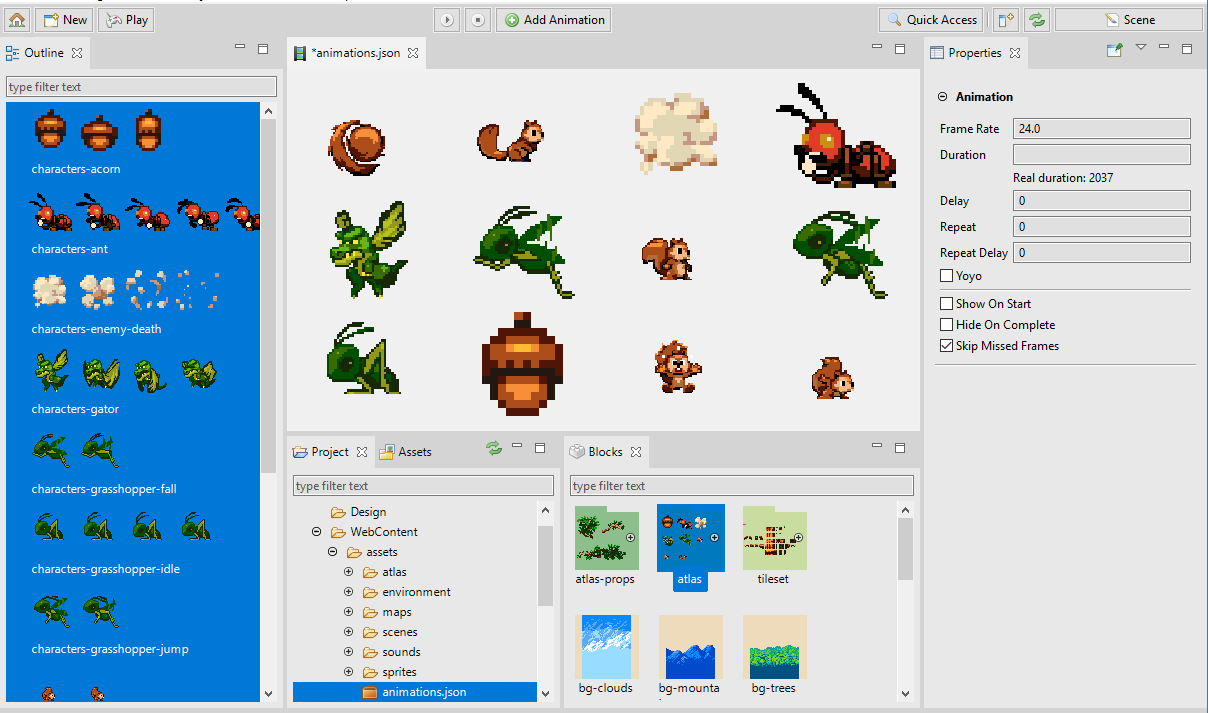 New
Play
Add Animation
Quick Access
Scene
Outline
type filter text
characters-acorn
characters-ant
characters-enemy-death
characters-gator
characters-grasshopper-fall
characters-grasshopper-idle
characters-grasshopper-jump
*animations.json
Project
Assets
type filter text
Design
WebContent
assets
atlas
environment
maps
scenes
sounds
sprites
animations.json
Blocks
type filter text
atlas-props
atlas
tileset
bg-clouds
bg-mounta
bg-trees
Properties
Animation
Frame Rate 24.0
Duration
Real duration: 2037
Delay 0
Repeat 0
Repeat Delay 0
Yoyo
Show On Start
Hide On Complete
Skip Missed Frames